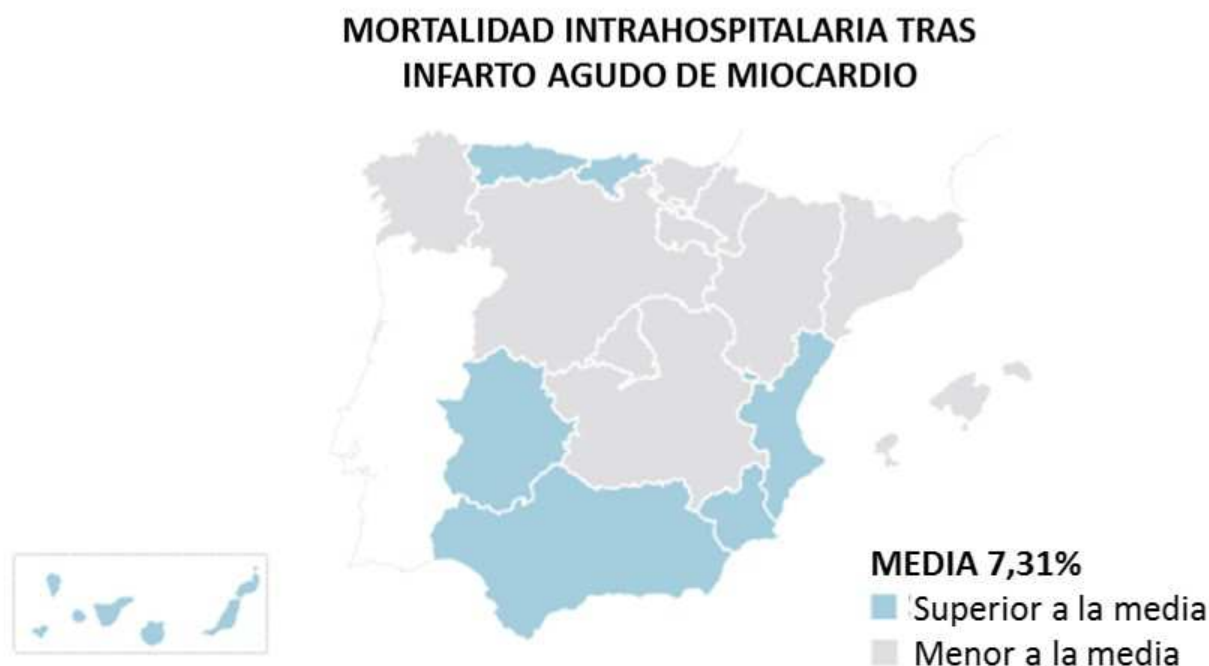 MORTALIDAD INTRAHOSPITALARIA TRAS
INFARTO AGUDO DE MIOCARDIO
MEDIA 7,31%
Superior a la media
Menor a la media